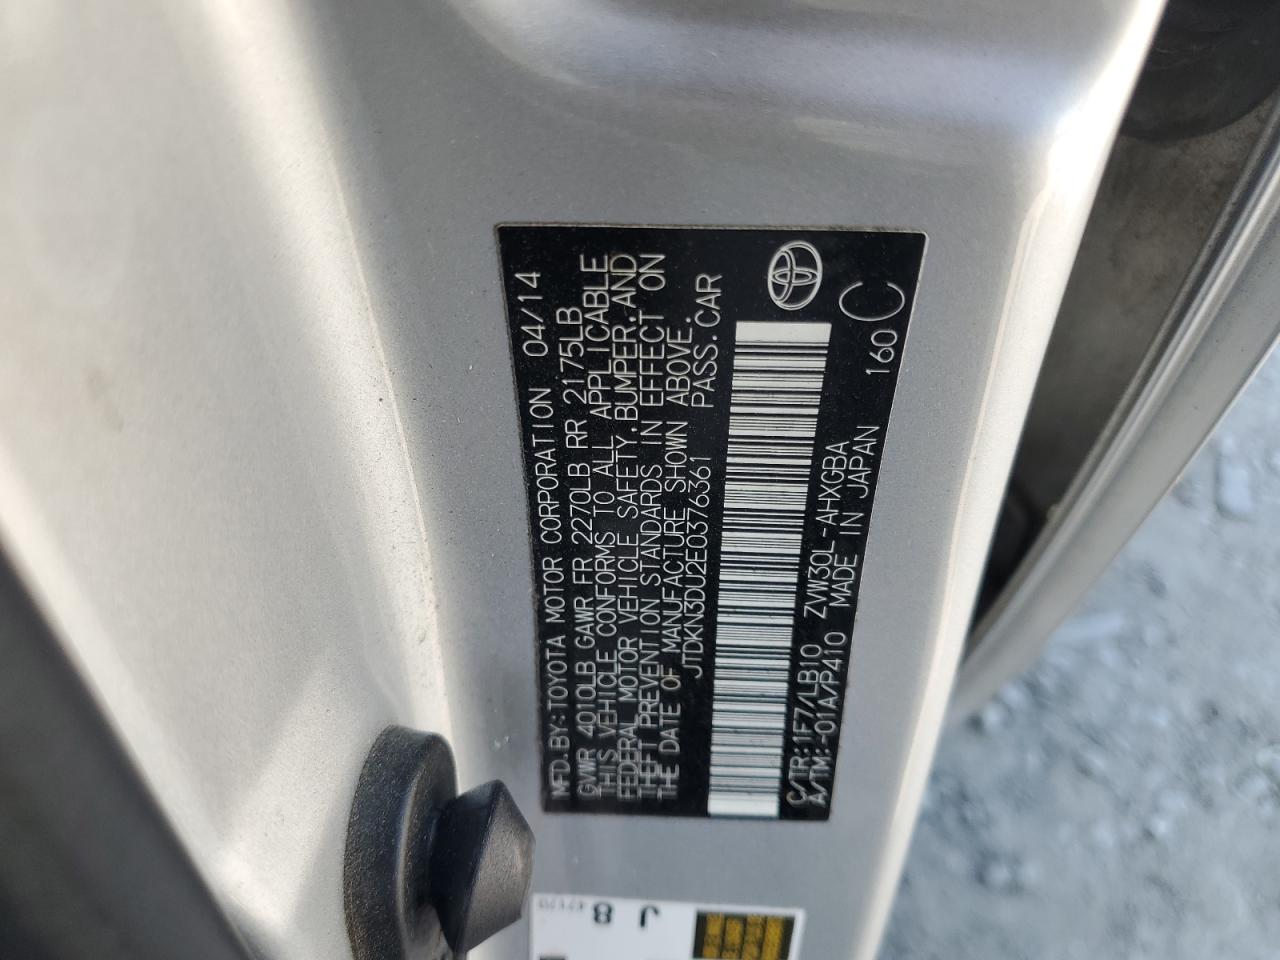 MFD.BY:TOYOTA MOTOR CORPORATION 04/14
GVWR 4010LB GAWR FR 2270LB RR 2175LB
THIS VEHICLE CONFORMS TO ALL APPLICABLE
FEDERAL MOTOR VEHICLE SAFETY,BUMPER,AND
THEFT PREVENTION STANDARDS IN EFFECT ON
THE DATE OF MANUFACTURE SHOWN ABOVE.
JTDKN3DU2E0376361 PASS.CAR
C/TR:1F7/LB10 ZVW30L-AHXGBA 160 C
A/TM:-01A/P410 MADE IN JAPAN
J 8